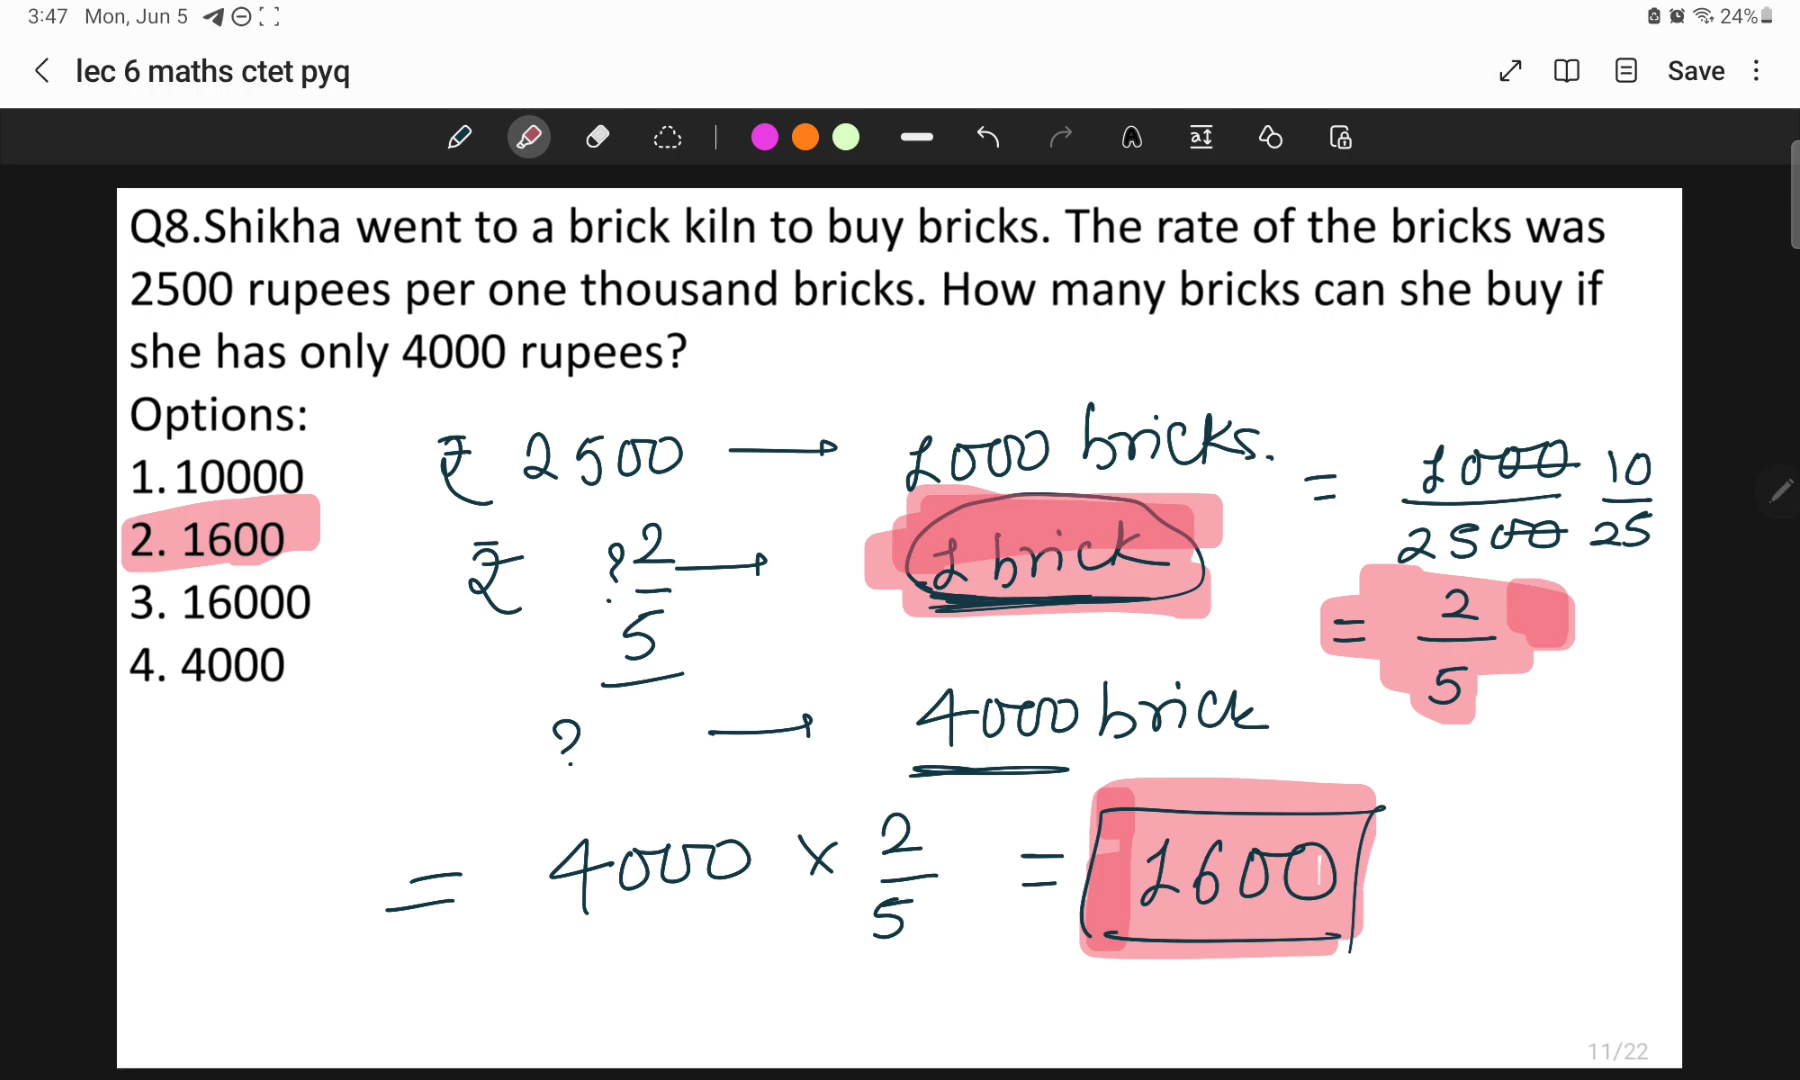 3:47 Mon, Jun 5
24%
lec 6 maths ctet pyq
Save
Q8.Shikha went to a brick kiln to buy bricks. The rate of the bricks was
2500 rupees per one thousand bricks. How many bricks can she buy if
she has only 4000 rupees?
Options:
1. 10000
2. 1600
3. 16000
4. 4000
₹ 2500 → 1000 bricks.
₹ ? 2/5 → 1 brick
? → 4000 brick
= 4000 × 2/5 = 1600
= 1000/2500 10/25
= 2/5
11/22